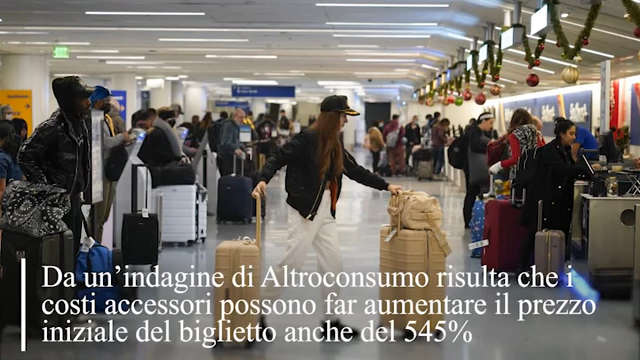 Da un’indagine di Altroconsumo risulta che i
costi accessori possono far aumentare il prezzo
iniziale del biglietto anche del 545%